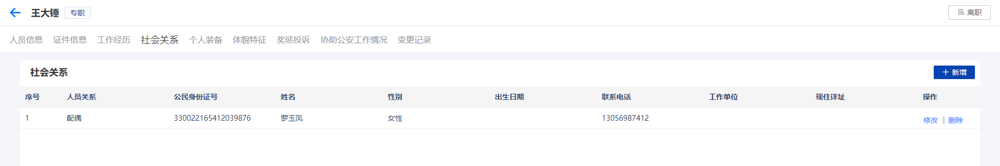 王大锤 专职 离职
人员信息 证件信息 工作经历 社会关系 个人装备 体貌特征 奖惩投诉 协助公安工作情况 变更记录
社会关系 新增
序号 人员关系 公民身份证号 姓名 性别 出生日期 联系电话 工作单位 现住详址 操作
1 配偶 330022165412039876 罗玉凤 女性 13056987412 修改 | 删除